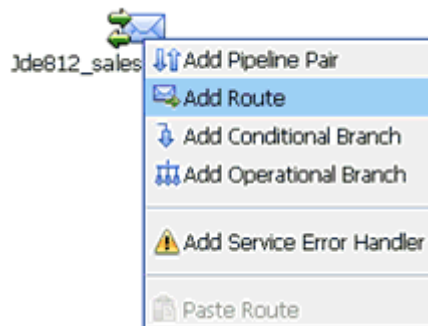 Jde812_sales
Add Pipeline Pair
Add Route
Add Conditional Branch
Add Operational Branch
Add Service Error Handler
Paste Route